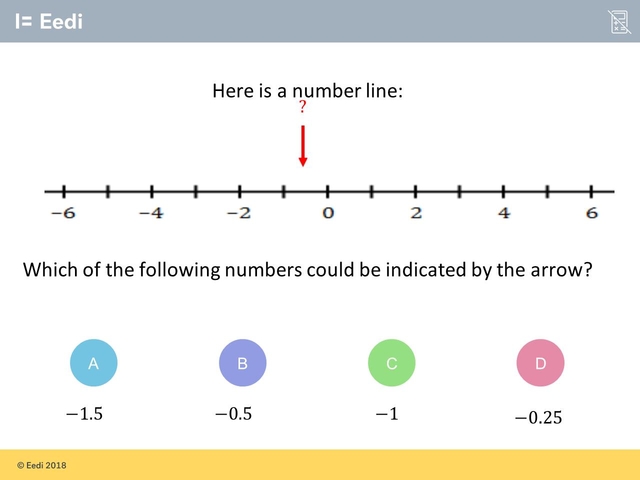 I= Eedi
Here is a number line:
?
−6 −4 −2 0 2 4 6
Which of the following numbers could be indicated by the arrow?
A B C D
−1.5 −0.5 −1 −0.25
© Eedi 2018